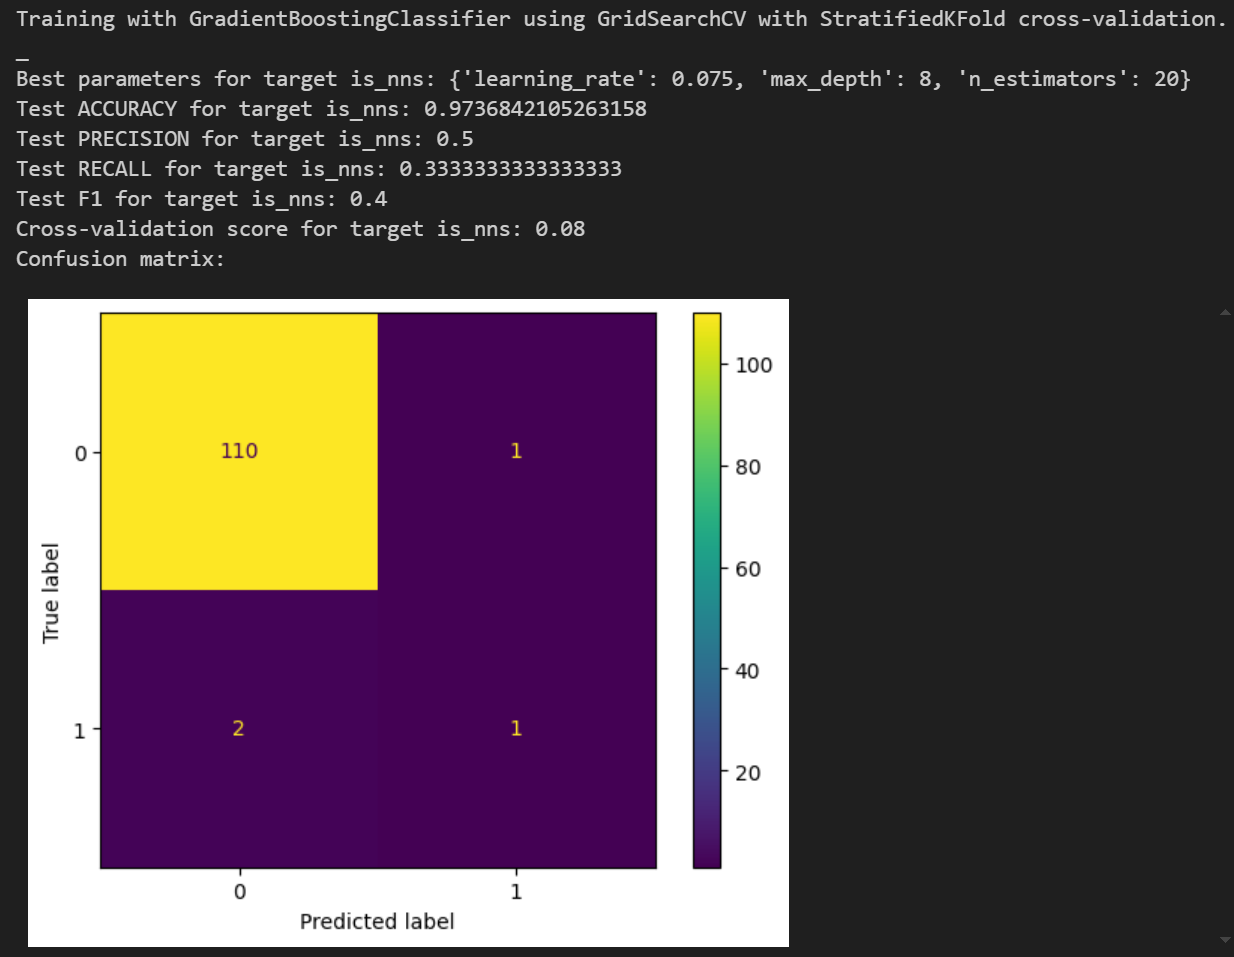 Training with GradientBoostingClassifier using GridSearchCV with StratifiedKFold cross-validation.
_
Best parameters for target is_nns: {'learning_rate': 0.075, 'max_depth': 8, 'n_estimators': 20}
Test ACCURACY for target is_nns: 0.9736842105263158
Test PRECISION for target is_nns: 0.5
Test RECALL for target is_nns: 0.3333333333333333
Test F1 for target is_nns: 0.4
Cross-validation score for target is_nns: 0.08
Confusion matrix:
100
80
60
40
20
0
110
1
True label
1
2
1
0
1
Predicted label